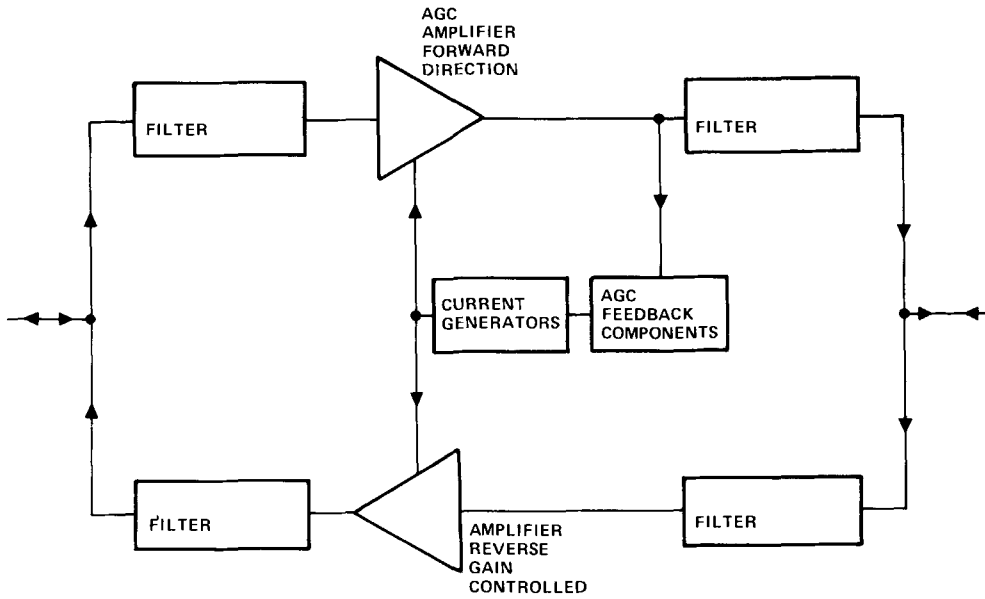 AGC
AMPLIFIER
FORWARD
DIRECTION
FILTER
FILTER
CURRENT
GENERATORS
AGC
FEEDBACK
COMPONENTS
FILTER
AMPLIFIER
REVERSE
GAIN
CONTROLLED
FILTER